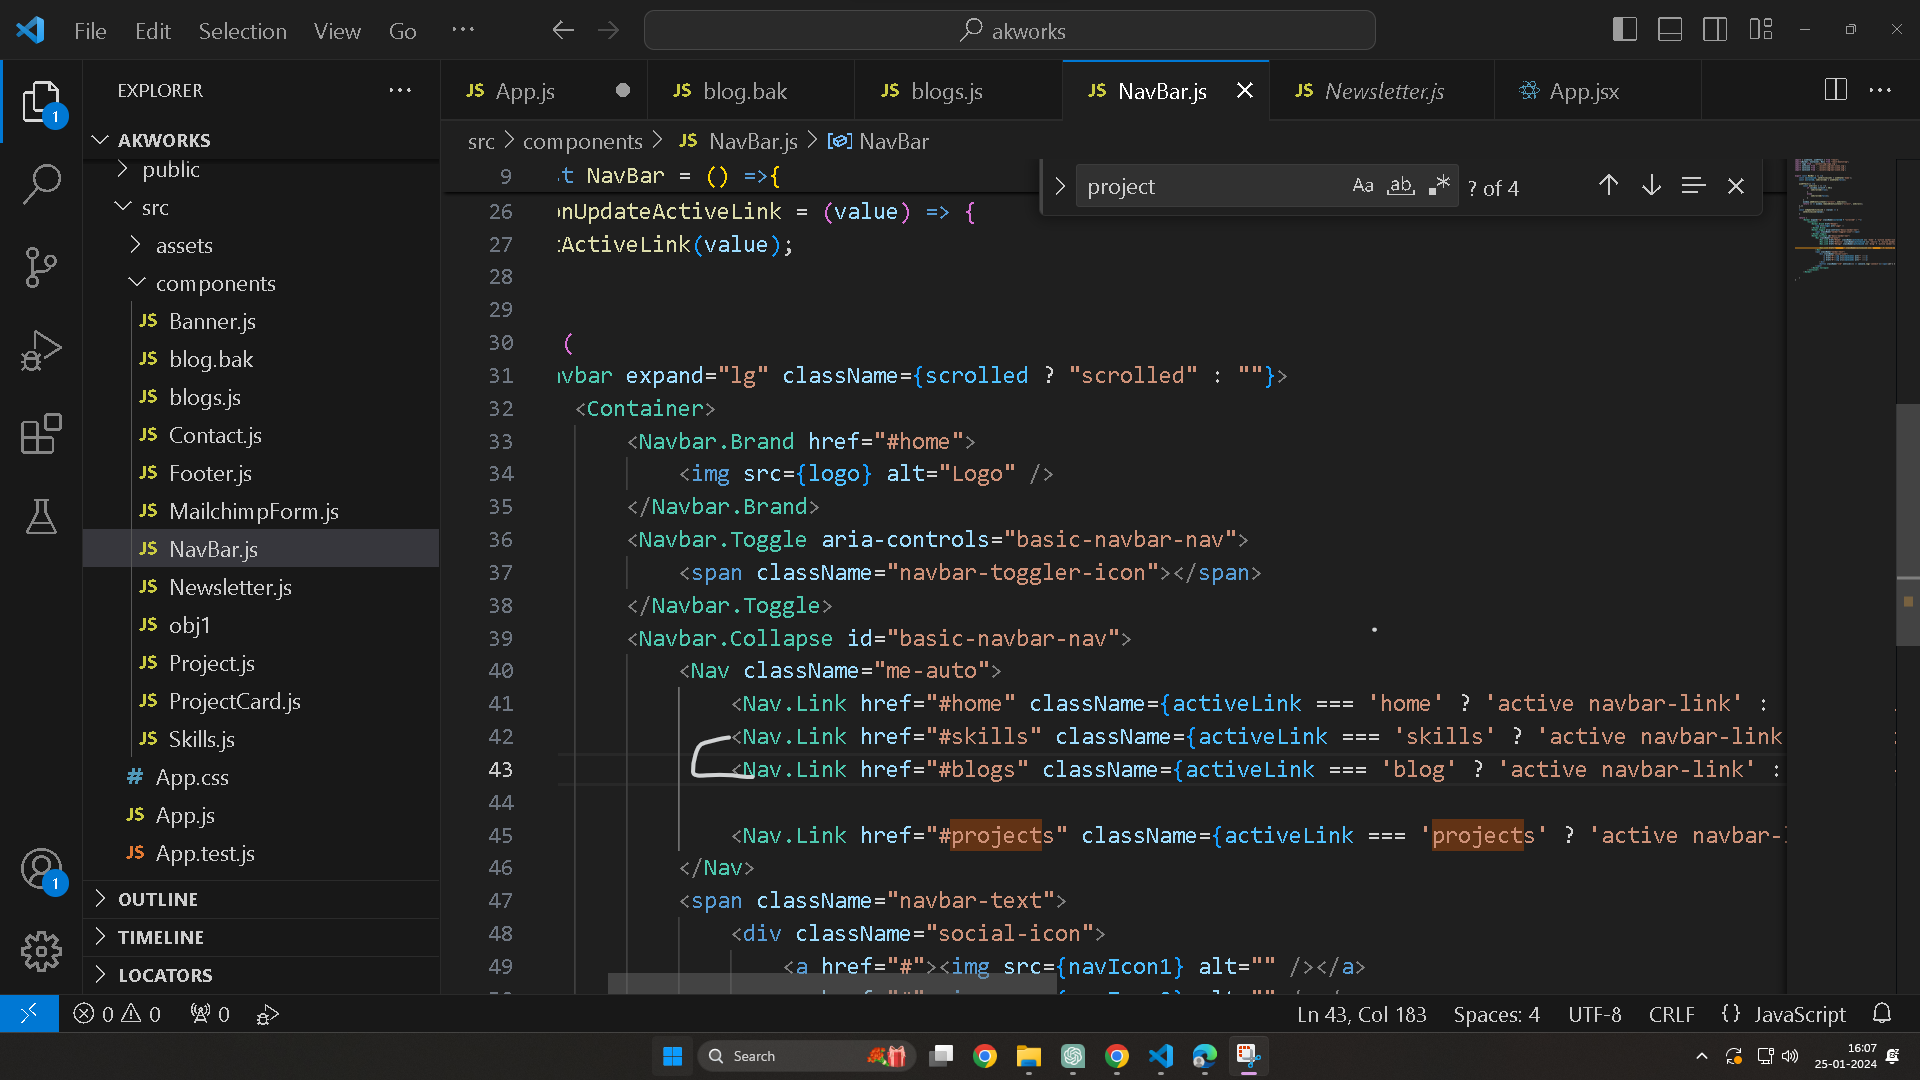 File Edit Selection View Go ···
akworks
EXPLORER
App.js
blog.bak
blogs.js
NavBar.js
Newsletter.js
App.jsx
AKWORKS
public
src
assets
components
Banner.js
blog.bak
blogs.js
Contact.js
Footer.js
MailchimpForm.js
NavBar.js
Newsletter.js
obj1
Project.js
ProjectCard.js
Skills.js
App.css
App.js
App.test.js
OUTLINE
TIMELINE
LOCATORS
src > components > JS NavBar.js > NavBar
project
Aa ab .* ? of 4
9 t NavBar = () =>{
26 onUpdateActiveLink = (value) => {
27 tActiveLink(value);
28
29
30 (
31 avbar expand="lg" className={scrolled ? "scrolled" : ""}>
32 <Container>
33 <Navbar.Brand href="#home">
34 <img src={logo} alt="Logo" />
35 </Navbar.Brand>
36 <Navbar.Toggle aria-controls="basic-navbar-nav">
37 <span className="navbar-toggler-icon"></span>
38 </Navbar.Toggle>
39 <Navbar.Collapse id="basic-navbar-nav">
40 <Nav className="me-auto">
41 <Nav.Link href="#home" className={activeLink === 'home' ? 'active navbar-link' :
42 <Nav.Link href="#skills" className={activeLink === 'skills' ? 'active navbar-link
43 <Nav.Link href="#blogs" className={activeLink === 'blog' ? 'active navbar-link' :
44
45 <Nav.Link href="#projects" className={activeLink === 'projects' ? 'active navbar-
46 </Nav>
47 <span className="navbar-text">
48 <div className="social-icon">
49 <a href="#"><img src={navIcon1} alt="" /></a>
0 0 0
Ln 43, Col 183 Spaces: 4 UTF-8 CRLF {} JavaScript
Search
16:07
25-01-2024